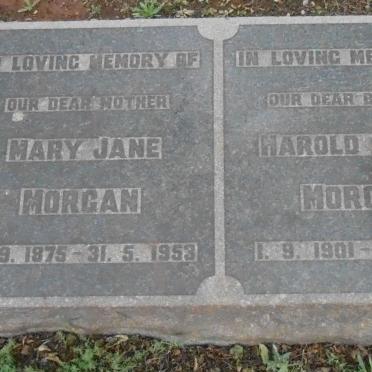 LOVING MEMORY OF
OUR DEAR MOTHER
MARY JANE
MORGAN
9. 1875 - 31. 5. 1953
IN LOVING ME
OUR DEAR
HAROLD
MORG
1. 9. 1901 -